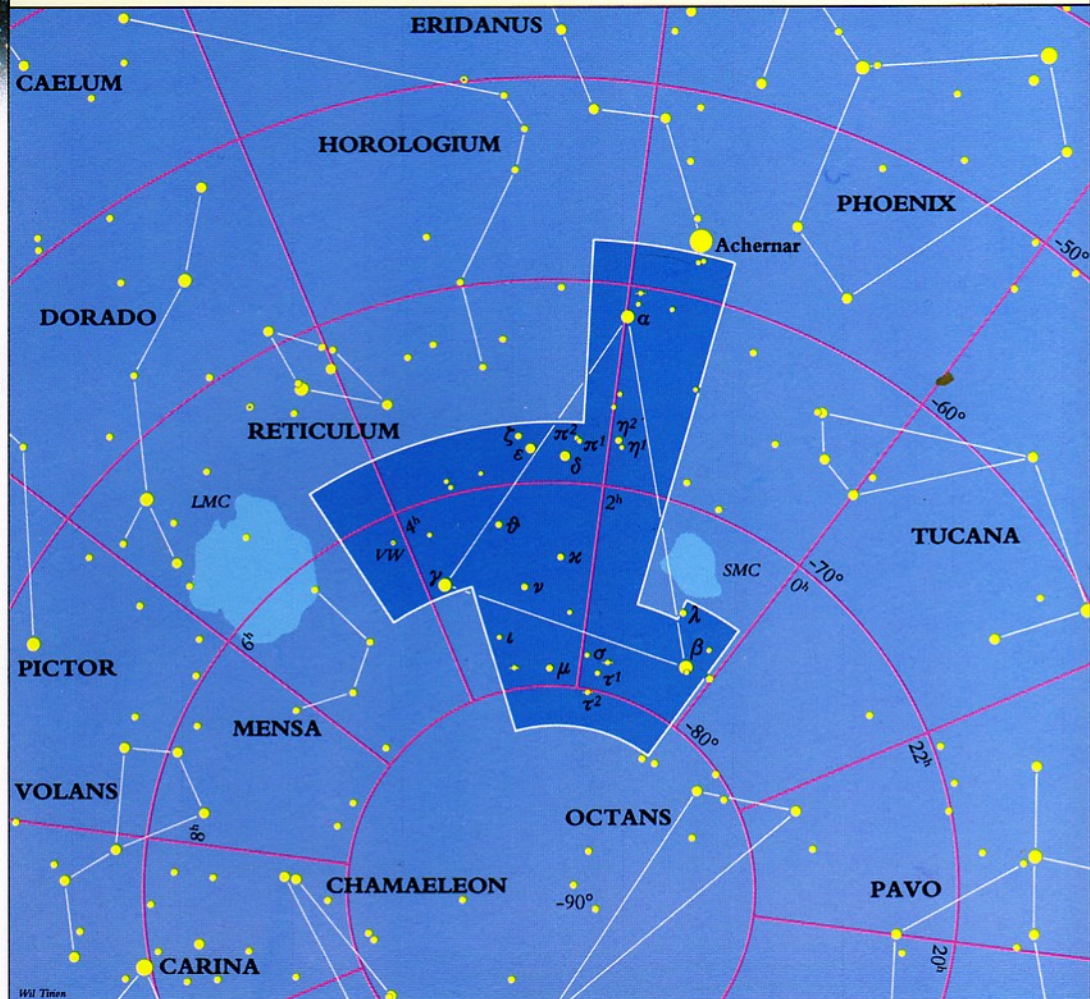 ERIDANUS
CAELUM
HOROLOGIUM
PHOENIX
Achernar
-50°
DORADO
α
-60°
RETICULUM
ζ
ε
π²
π¹
δ
η²
η¹
LMC
4ʰ
ϑ
2ʰ
TUCANA
VW
ϰ
SMC
-70°
0ʰ
γ
ν
λ
6ʰ
ι
β
PICTOR
μ
σ
τ¹
τ²
MENSA
-80°
22ʰ
VOLANS
OCTANS
8ʰ
CHAMAELEON
PAVO
-90°
CARINA
20ʰ
Wil Tirion